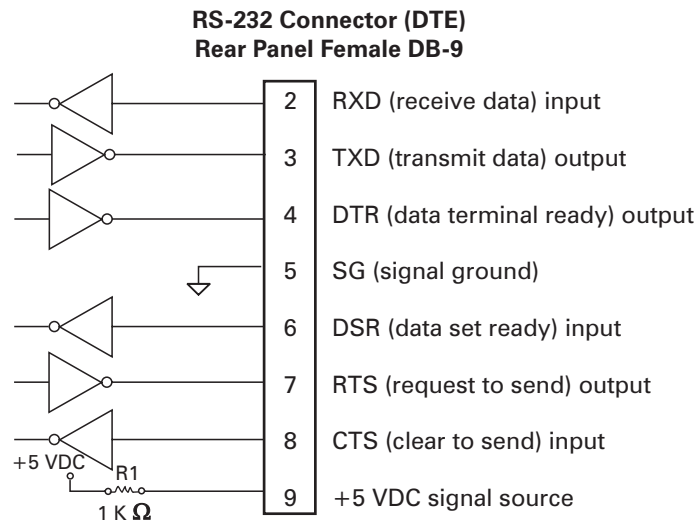 RS-232 Connector (DTE)
Rear Panel Female DB-9
2 RXD (receive data) input
3 TXD (transmit data) output
4 DTR (data terminal ready) output
5 SG (signal ground)
6 DSR (data set ready) input
7 RTS (request to send) output
8 CTS (clear to send) input
+5 VDC
R1
1 K Ω
9 +5 VDC signal source